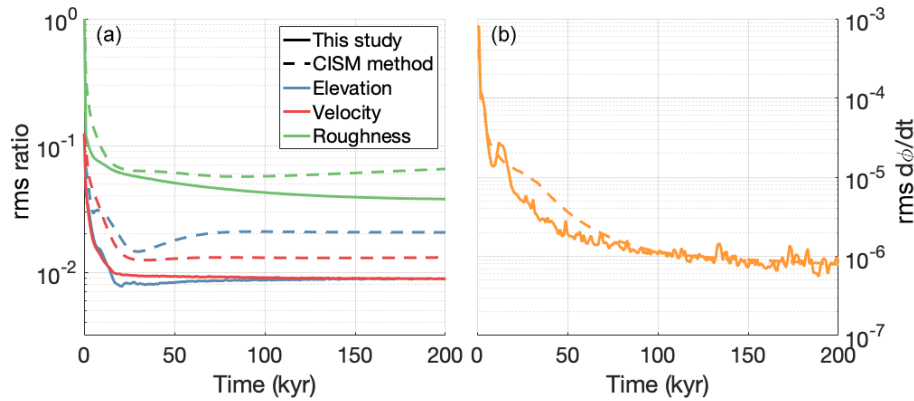 (a)
This study
CISM method
Elevation
Velocity
Roughness
10^0
10^-1
10^-2
rms ratio
0 50 100 150 200
Time (kyr)
(b)
10^-3
10^-4
10^-5
10^-6
10^-7
rms dϕ/dt
0 50 100 150 200
Time (kyr)